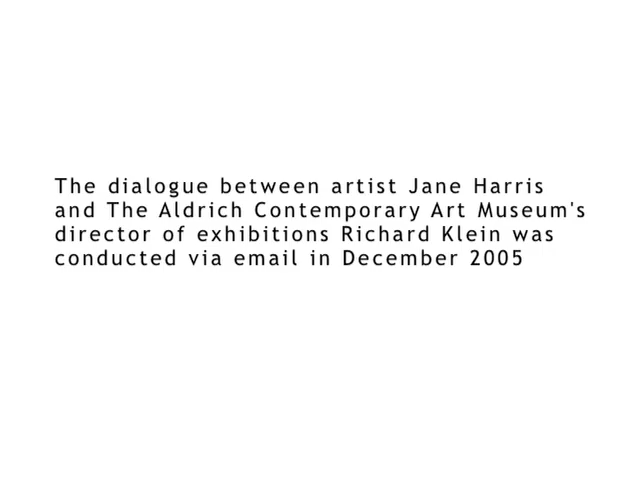 The dialogue between artist Jane Harris
and The Aldrich Contemporary Art Museum's
director of exhibitions Richard Klein was
conducted via email in December 2005